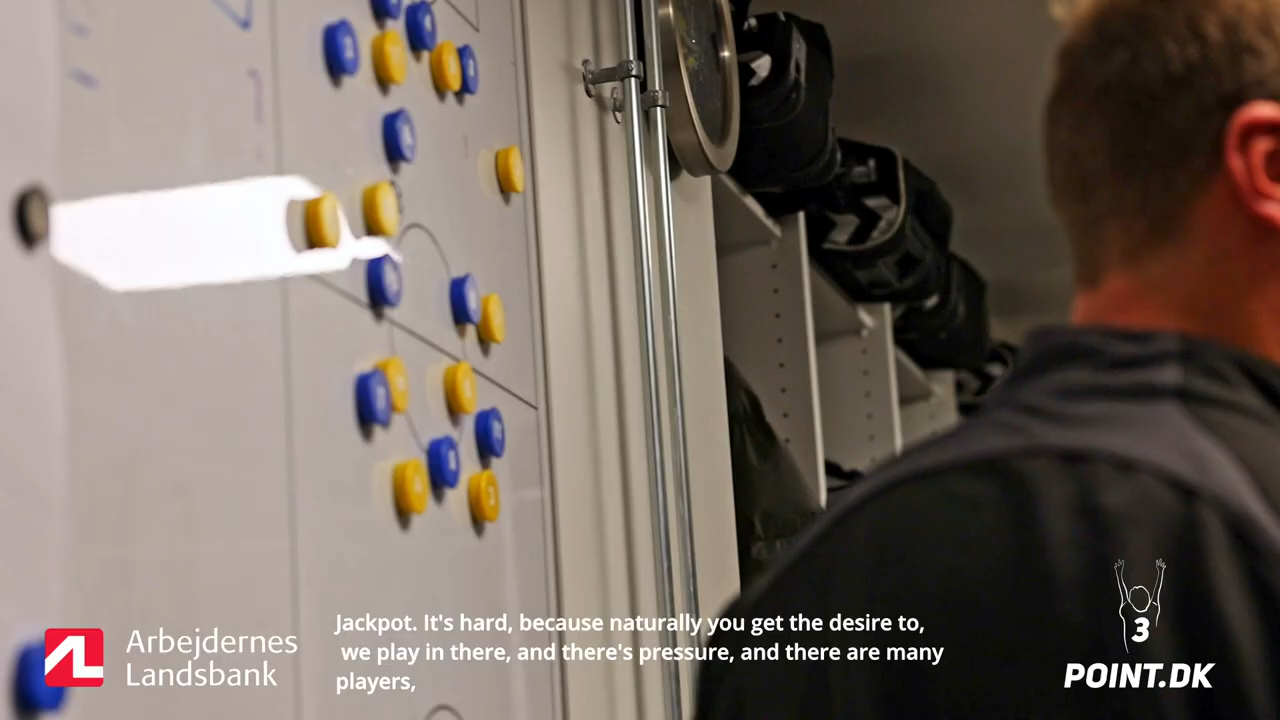 Arbejdernes
Landsbank
Jackpot. It's hard, because naturally you get the desire to,
we play in there, and there's pressure, and there are many
players,
3
POINT.DK